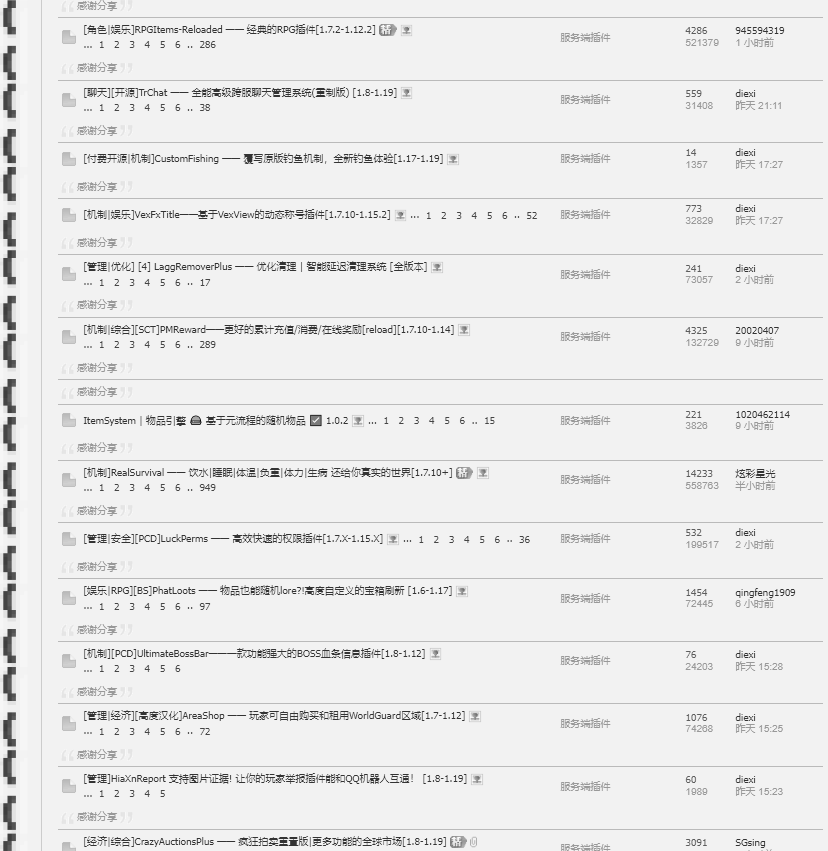 感谢分享
[角色|娱乐]RPGItems-Reloaded —— 经典的RPG插件[1.7.2-1.12.2]
... 1 2 3 4 5 6 .. 286
服务端插件
4286
521379
945594319
1 小时前
感谢分享
[聊天][开源]TrChat —— 全能高级跨服聊天管理系统(重制版) [1.8-1.19]
... 1 2 3 4 5 6 .. 38
服务端插件
559
31408
diexi
昨天 21:11
感谢分享
[付费开源|机制]CustomFishing —— 覆写原版钓鱼机制，全新钓鱼体验[1.17-1.19]
服务端插件
14
1357
diexi
昨天 17:27
感谢分享
[机制|娱乐]VexFxTitle——基于VexView的动态称号插件[1.7.10-1.15.2] ... 1 2 3 4 5 6 .. 52
服务端插件
773
32829
diexi
昨天 17:27
感谢分享
[管理|优化] [4] LaggRemoverPlus —— 优化清理 | 智能延迟清理系统 [全版本]
... 1 2 3 4 5 6 .. 17
服务端插件
241
73057
diexi
2 小时前
感谢分享
[机制|综合][SCT]PMReward——更好的累计充值/消费/在线奖励[reload][1.7.10-1.14]
... 1 2 3 4 5 6 .. 289
服务端插件
4325
132729
20020407
9 小时前
感谢分享
感谢分享
ItemSystem | 物品引擎 基于元流程的随机物品 1.0.2 ... 1 2 3 4 5 6 .. 15
服务端插件
221
3826
1020462114
9 小时前
感谢分享
[机制]RealSurvival —— 饮水|睡眠|体温|负重|体力|生病 还给你真实的世界[1.7.10+]
... 1 2 3 4 5 6 .. 949
服务端插件
14233
558763
炫彩星光
半小时前
感谢分享
[管理|安全][PCD]LuckPerms —— 高效快速的权限插件[1.7.X-1.15.X] ... 1 2 3 4 5 6 .. 36
服务端插件
532
199517
diexi
2 小时前
感谢分享
[娱乐|RPG][BS]PhatLoots —— 物品也能随机lore?!高度自定义的宝箱刷新 [1.6-1.17]
... 1 2 3 4 5 6 .. 97
服务端插件
1454
72445
qingfeng1909
6 小时前
感谢分享
[机制][PCD]UltimateBossBar——一款功能强大的BOSS血条信息插件[1.8-1.12]
... 1 2 3 4 5 6
服务端插件
76
24203
diexi
昨天 15:28
感谢分享
[管理|经济][高度汉化]AreaShop —— 玩家可自由购买和租用WorldGuard区域[1.7-1.12]
... 1 2 3 4 5 6 .. 72
服务端插件
1076
74268
diexi
昨天 15:25
感谢分享
[管理]HiaXnReport 支持图片证据! 让你的玩家举报插件能和QQ机器人互通！ [1.8-1.19]
... 1 2 3 4 5
服务端插件
60
1989
diexi
昨天 15:23
感谢分享
[经济|综合]CrazyAuctionsPlus —— 疯狂拍卖重置版|更多功能的全球市场[1.8-1.19]
服务端插件
3091
SGsing